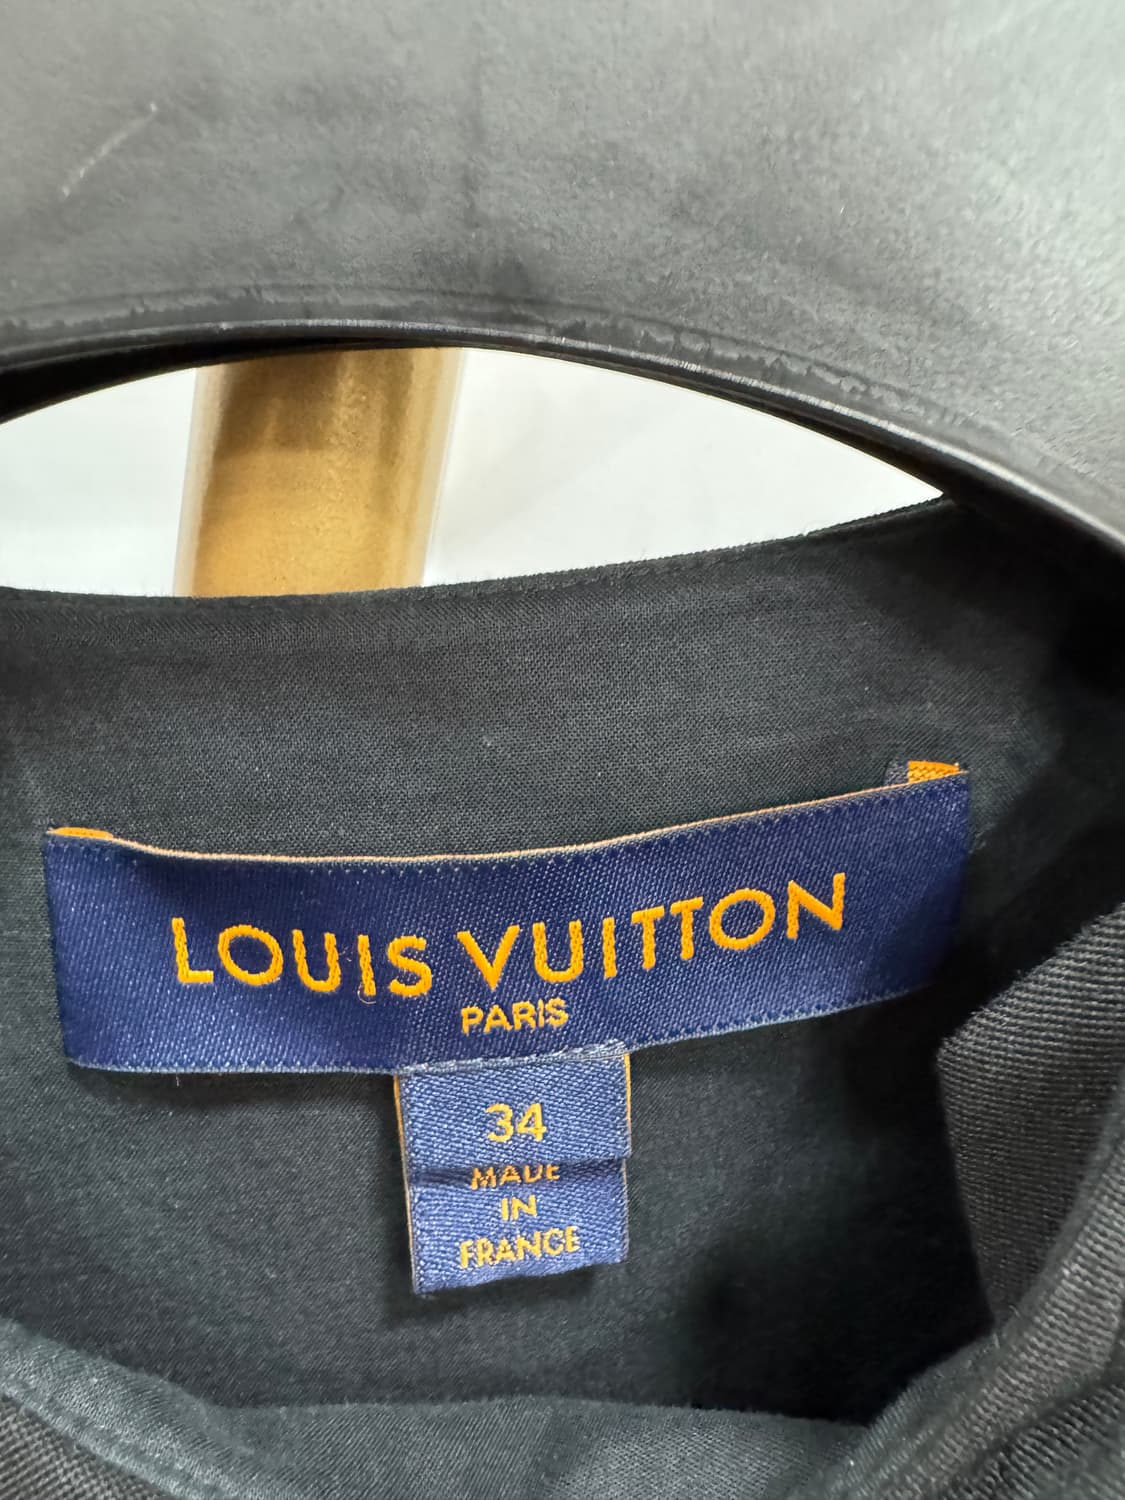 LOUIS VUITTON
PARIS
34
MADE
IN
FRANCE